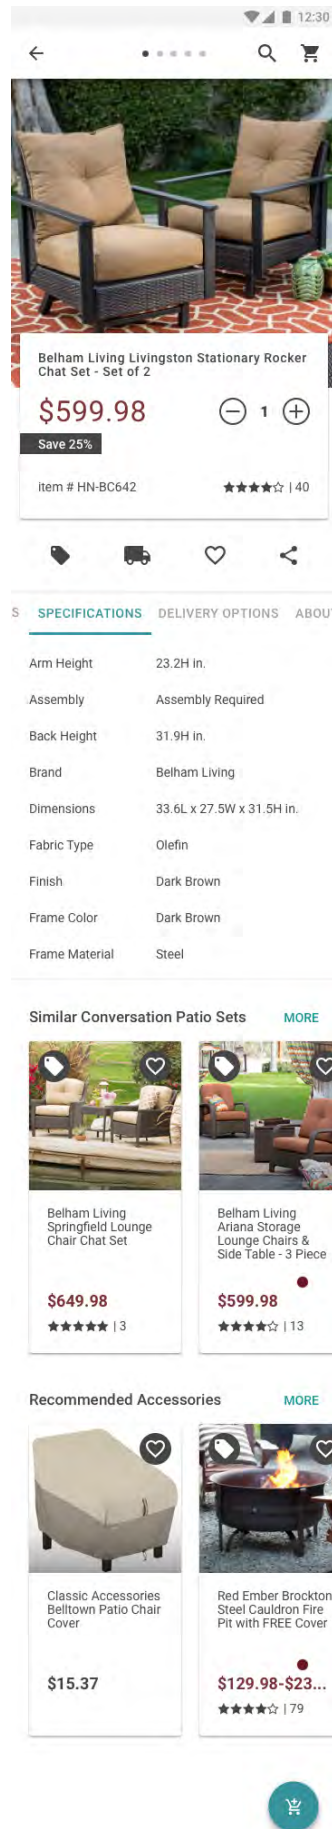 12:30
Belham Living Livingston Stationary Rocker
Chat Set - Set of 2
$599.98
1
Save 25%
item # HN-BC642
★★★★☆ | 40
S SPECIFICATIONS DELIVERY OPTIONS ABOU
Arm Height 23.2H in.
Assembly Assembly Required
Back Height 31.9H in.
Brand Belham Living
Dimensions 33.6L x 27.5W x 31.5H in.
Fabric Type Olefin
Finish Dark Brown
Frame Color Dark Brown
Frame Material Steel
Similar Conversation Patio Sets MORE
Belham Living
Springfield Lounge
Chair Chat Set
$649.98
★★★★★ | 3
Belham Living
Ariana Storage
Lounge Chairs &
Side Table - 3 Piece
$599.98
★★★★☆ | 13
Recommended Accessories MORE
Classic Accessories
Belltown Patio Chair
Cover
$15.37
Red Ember Brockton
Steel Cauldron Fire
Pit with FREE Cover
$129.98-$23...
★★★★☆ | 79